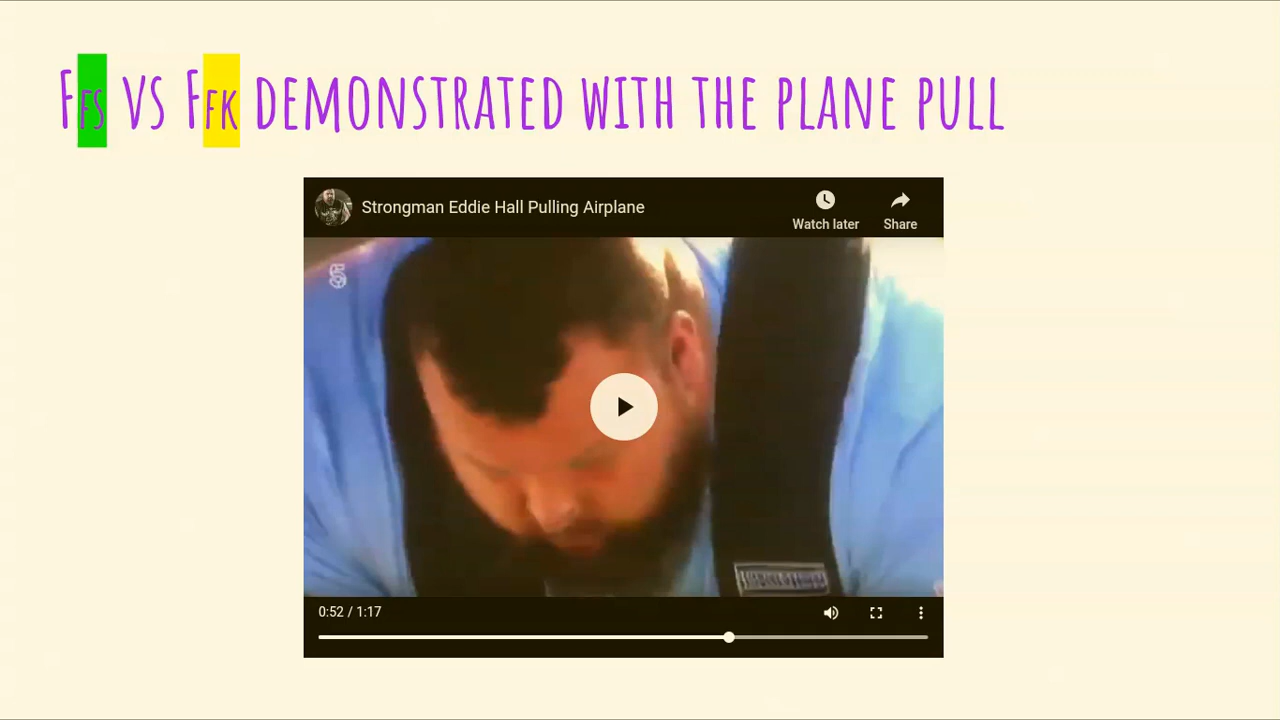 FFS VS FFK DEMONSTRATED WITH THE PLANE PULL
Strongman Eddie Hall Pulling Airplane
Watch later
Share
5
0:52 / 1:17